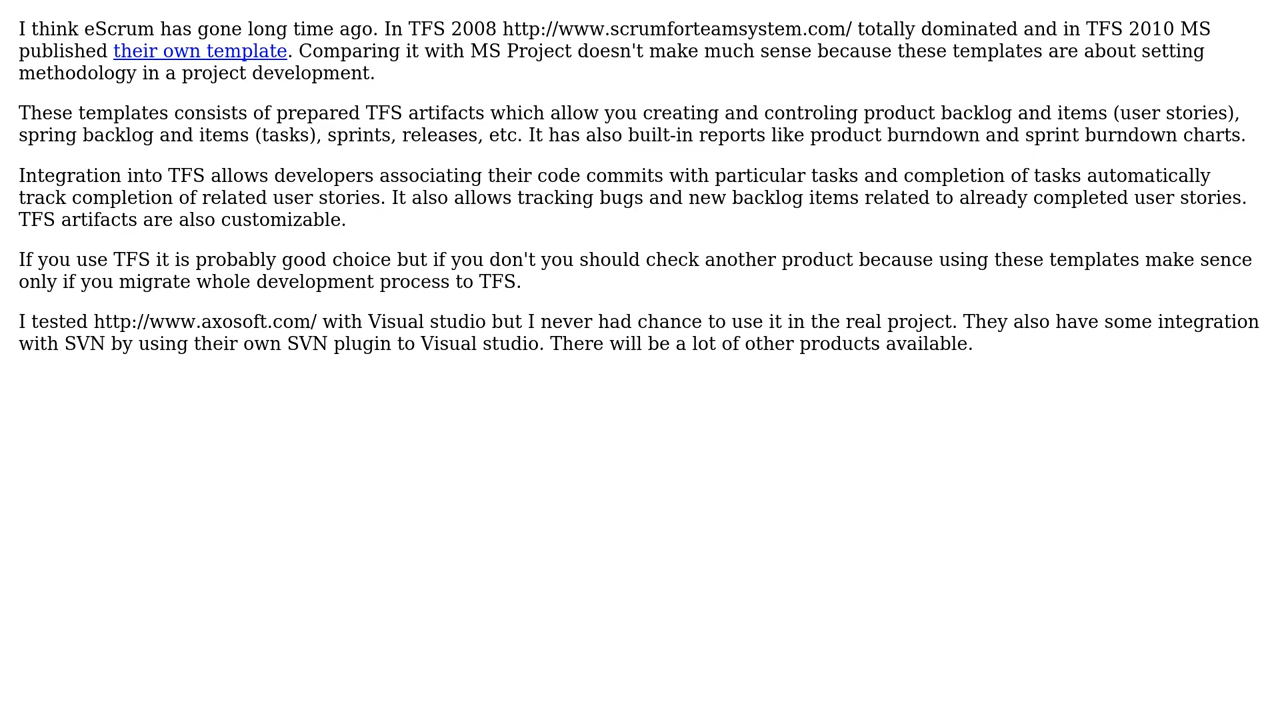 I think eScrum has gone long time ago. In TFS 2008 http://www.scrumforteamsystem.com/ totally dominated and in TFS 2010 MS
published their own template. Comparing it with MS Project doesn't make much sense because these templates are about setting
methodology in a project development.
These templates consists of prepared TFS artifacts which allow you creating and controling product backlog and items (user stories),
spring backlog and items (tasks), sprints, releases, etc. It has also built-in reports like product burndown and sprint burndown charts.
Integration into TFS allows developers associating their code commits with particular tasks and completion of tasks automatically
track completion of related user stories. It also allows tracking bugs and new backlog items related to already completed user stories.
TFS artifacts are also customizable.
If you use TFS it is probably good choice but if you don't you should check another product because using these templates make sence
only if you migrate whole development process to TFS.
I tested http://www.axosoft.com/ with Visual studio but I never had chance to use it in the real project. They also have some integration
with SVN by using their own SVN plugin to Visual studio. There will be a lot of other products available.